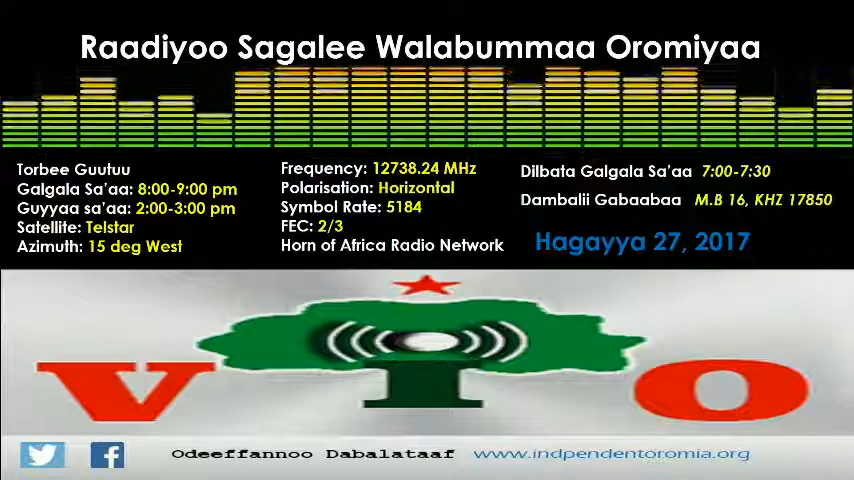 Raadiyoo Sagalee Walabummaa Oromiyaa
Torbee Guutuu
Galgala Sa'aa: 8:00-9:00 pm
Guyyaa sa'aa: 2:00-3:00 pm
Satellite: Telstar
Azimuth: 15 deg West
Frequency: 12738.24 MHz
Polarisation: Horizontal
Symbol Rate: 5184
FEC: 2/3
Horn of Africa Radio Network
Dilbata Galgala Sa'aa 7:00-7:30
Dambalii Gabaabaa M.B 16, KHZ 17850
Hagayya 27, 2017
V I O
Odeeffannoo Dabalataaf www.indpendentoromia.org